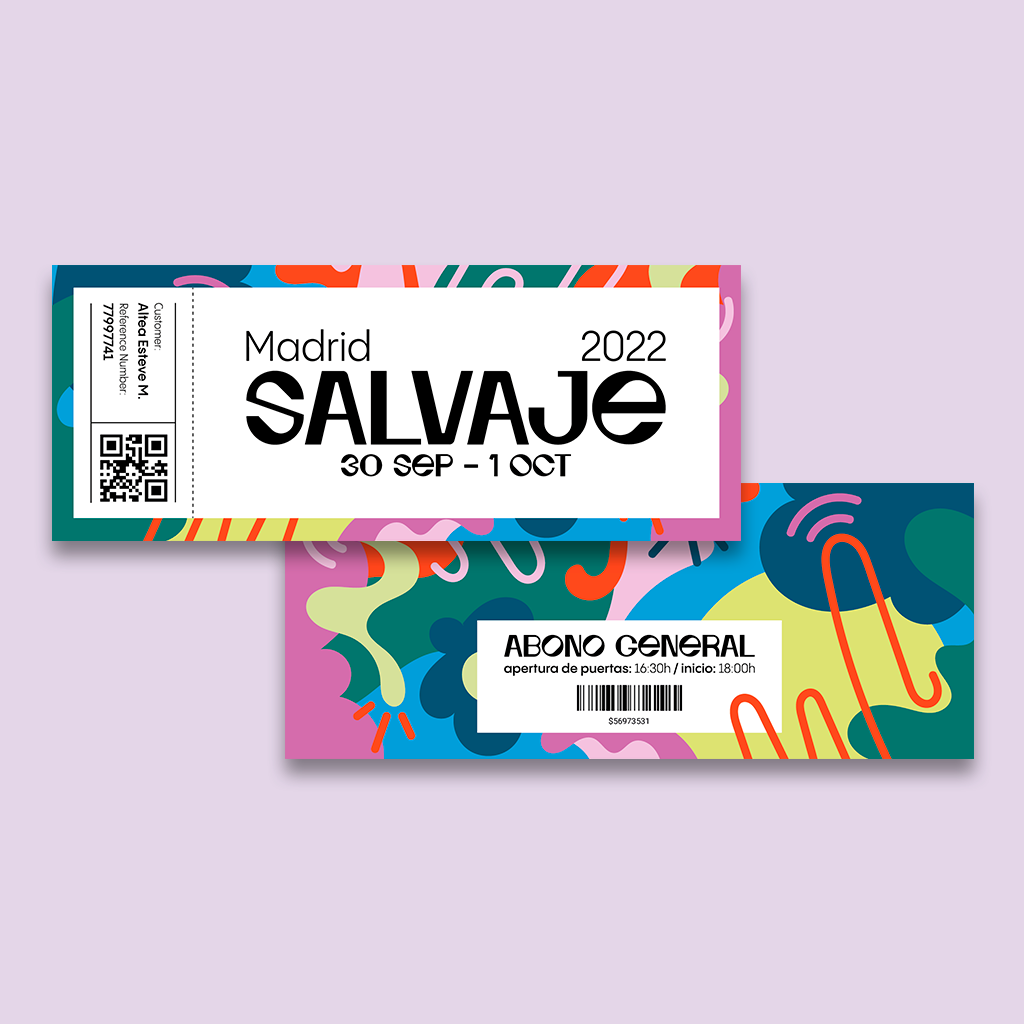 Customer:
Altea Esteve M.
Reference Number:
77997741
Madrid 2022
SALVAJe
30 SeP - 1 OCT
ABONO GeNeRAL
apertura de puertas: 16:30h / inicio: 18:00h
$56973531